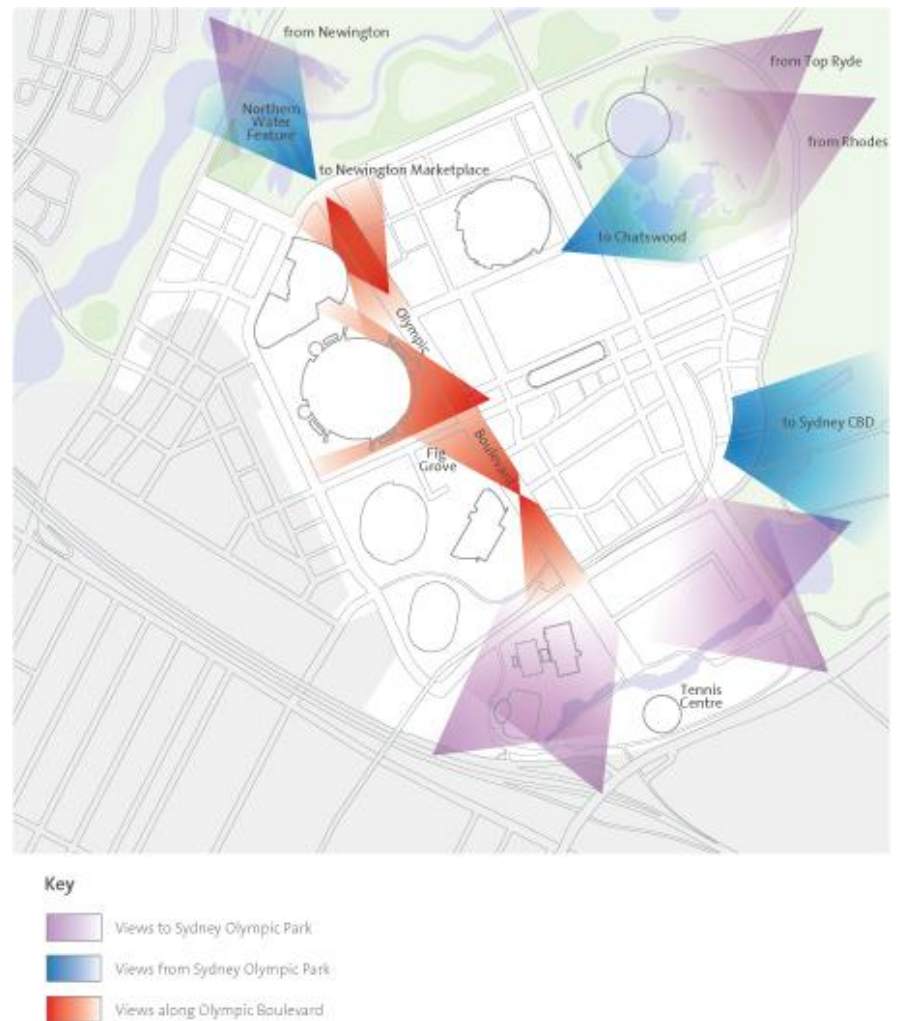 from Newington
from Top Ryde
Northern
Water
Feature
from Rhodes
to Newington Marketplace
to Chatswood
Olympic
to Sydney CBD
Boulevard
Fig
Grove
Tennis
Centre
Key
Views to Sydney Olympic Park
Views from Sydney Olympic Park
Views along Olympic Boulevard